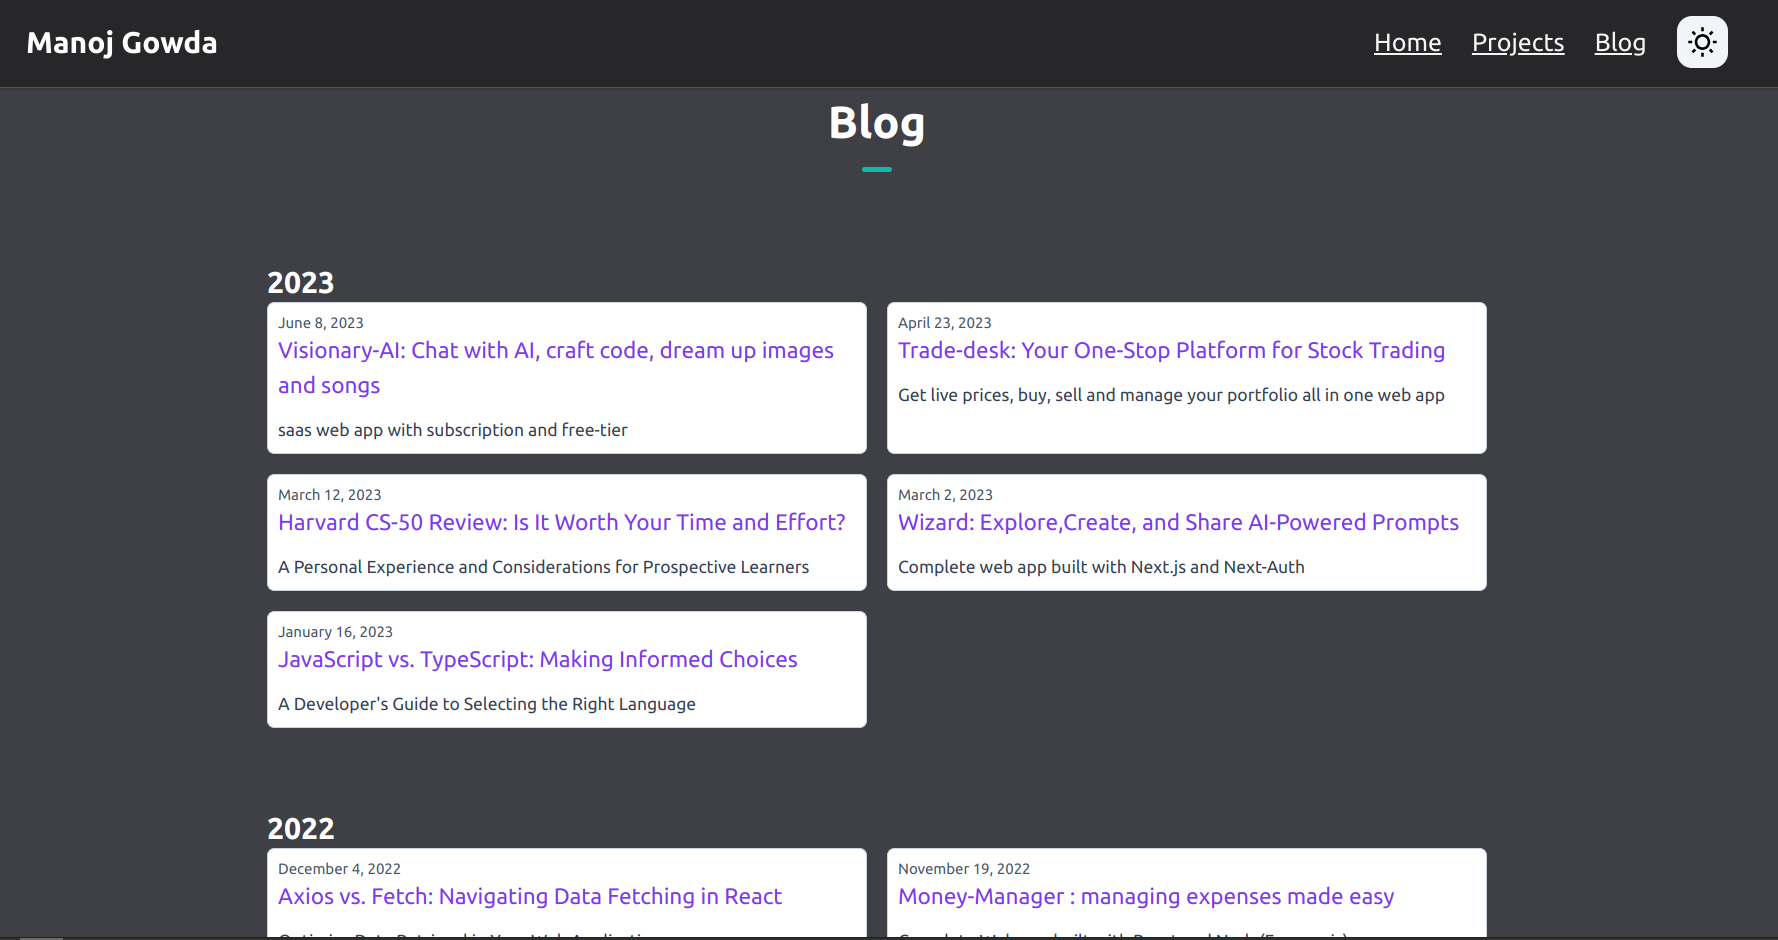 Manoj Gowda
Home Projects Blog
Blog
2023
June 8, 2023
Visionary-AI: Chat with AI, craft code, dream up images
and songs
saas web app with subscription and free-tier
April 23, 2023
Trade-desk: Your One-Stop Platform for Stock Trading
Get live prices, buy, sell and manage your portfolio all in one web app
March 12, 2023
Harvard CS-50 Review: Is It Worth Your Time and Effort?
A Personal Experience and Considerations for Prospective Learners
March 2, 2023
Wizard: Explore,Create, and Share AI-Powered Prompts
Complete web app built with Next.js and Next-Auth
January 16, 2023
JavaScript vs. TypeScript: Making Informed Choices
A Developer's Guide to Selecting the Right Language
2022
December 4, 2022
Axios vs. Fetch: Navigating Data Fetching in React
November 19, 2022
Money-Manager : managing expenses made easy